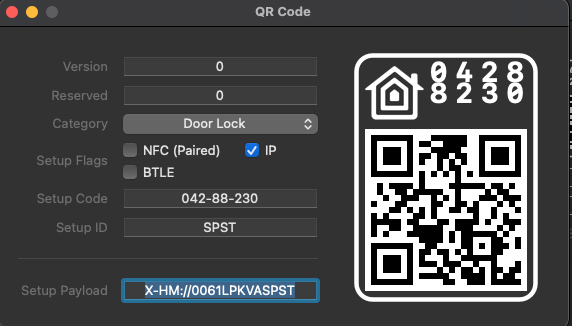 QR Code
Version 0
Reserved 0
Category Door Lock
Setup Flags NFC (Paired) IP
BTLE
Setup Code 042-88-230
Setup ID SPST
Setup Payload X-HM://0061LPKVASPST
0428
8230